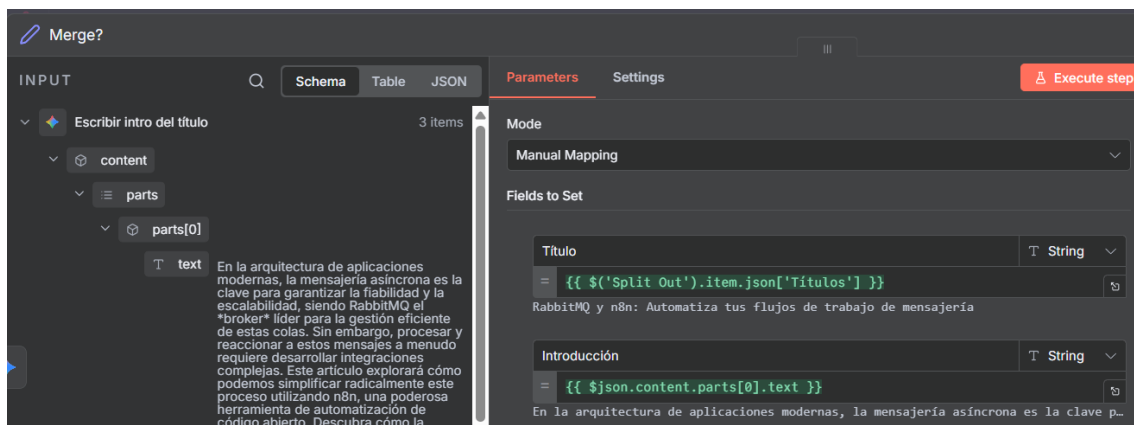 Merge?
INPUT
Schema
Table
JSON
Parameters
Settings
Execute step
Escribir intro del título
3 items
content
parts
parts[0]
T text
En la arquitectura de aplicaciones
modernas, la mensajería asíncrona es la
clave para garantizar la fiabilidad y la
escalabilidad, siendo RabbitMQ el
*broker* líder para la gestión eficiente
de estas colas. Sin embargo, procesar y
reaccionar a estos mensajes a menudo
requiere desarrollar integraciones
complejas. Este artículo explorará cómo
podemos simplificar radicalmente este
proceso utilizando n8n, una poderosa
herramienta de automatización de
código abierto. Descubra cómo la
Mode
Manual Mapping
Fields to Set
Título
T String
= {{ $('Split Out').item.json['Títulos'] }}
RabbitMQ y n8n: Automatiza tus flujos de trabajo de mensajería
Introducción
T String
= {{ $json.content.parts[0].text }}
En la arquitectura de aplicaciones modernas, la mensajería asíncrona es la clave p…